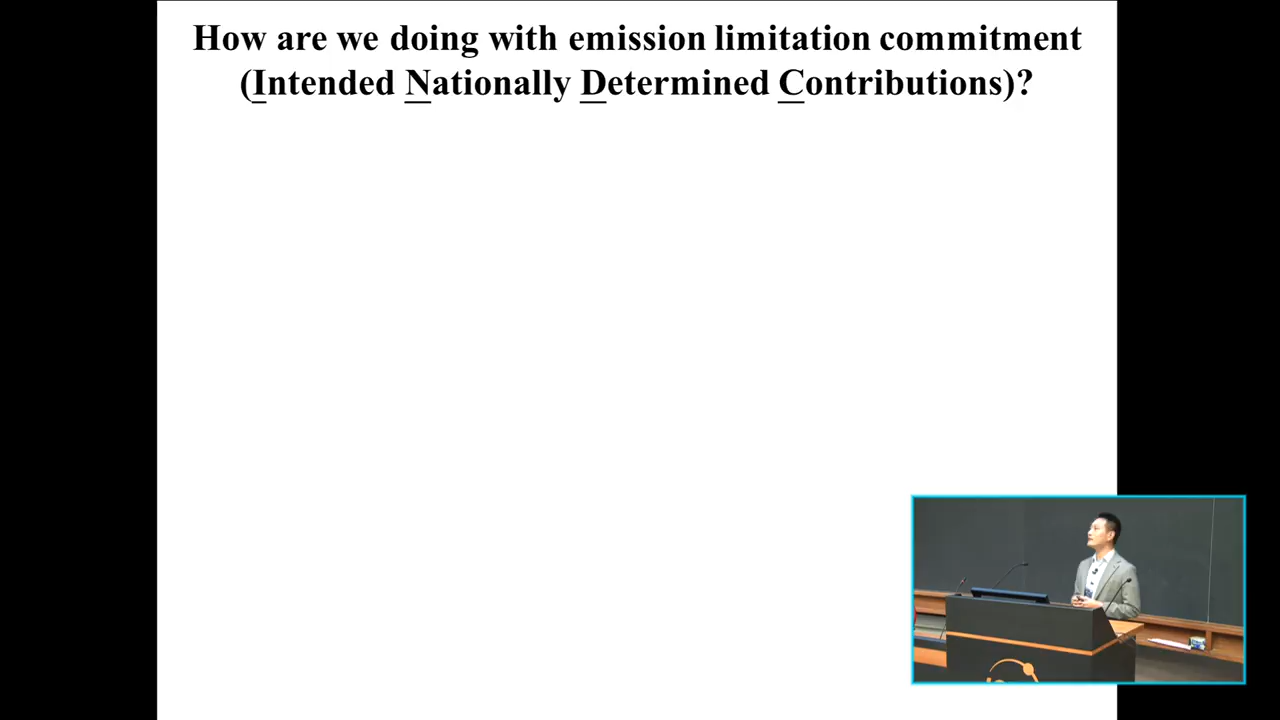 How are we doing with emission limitation commitment
(Intended Nationally Determined Contributions)?